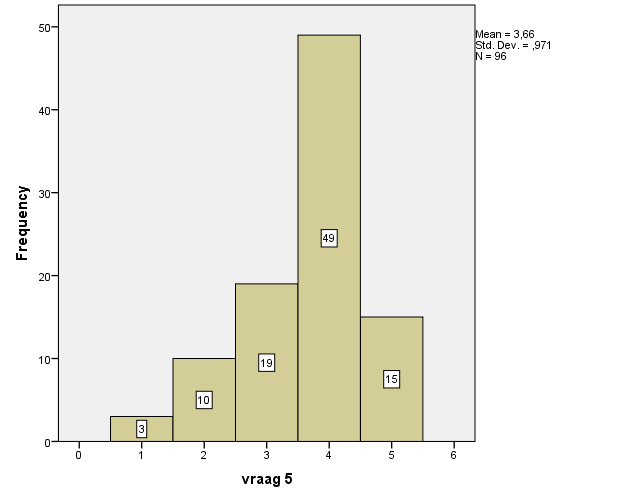 Mean = 3,66
Std. Dev. = ,971
N = 96
Frequency
50
40
30
20
10
0
49
19
15
10
3
0 1 2 3 4 5 6
vraag 5